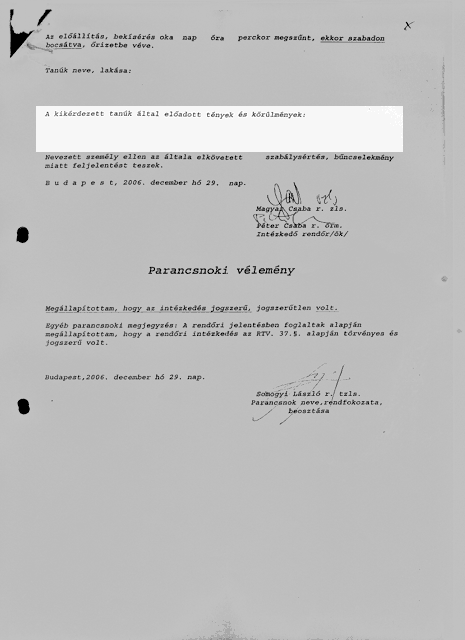 Az előállítás, bekísérés oka nap óra perckor megszűnt, ekkor szabadon
bocsátva, őrizetbe véve.
Tanúk neve, lakása:
A kikérdezett tanúk által előadott tények és körülmények:
Nevezett személy ellen az általa elkövetett szabálysértés, bűncselekmény
miatt feljelentést teszek.
B u d a p e s t, 2006. december hó 29. nap.
Magyar Csaba r. zls.
Péter Csaba r. őrm.
Intézkedő rendőr/ök/
Parancsnoki vélemény
Megállapítottam, hogy az intézkedés jogszerű, jogszerűtlen volt.
Egyéb parancsnoki megjegyzés: A rendőri jelentésben foglaltak alapján
megállapítottam, hogy a rendőri intézkedés az RTV. 37.§. alapján törvényes és
jogszerű volt.
Budapest,2006. december hó 29. nap.
Somogyi László r. tzls.
Parancsnok neve,rendfokozata,
beosztása